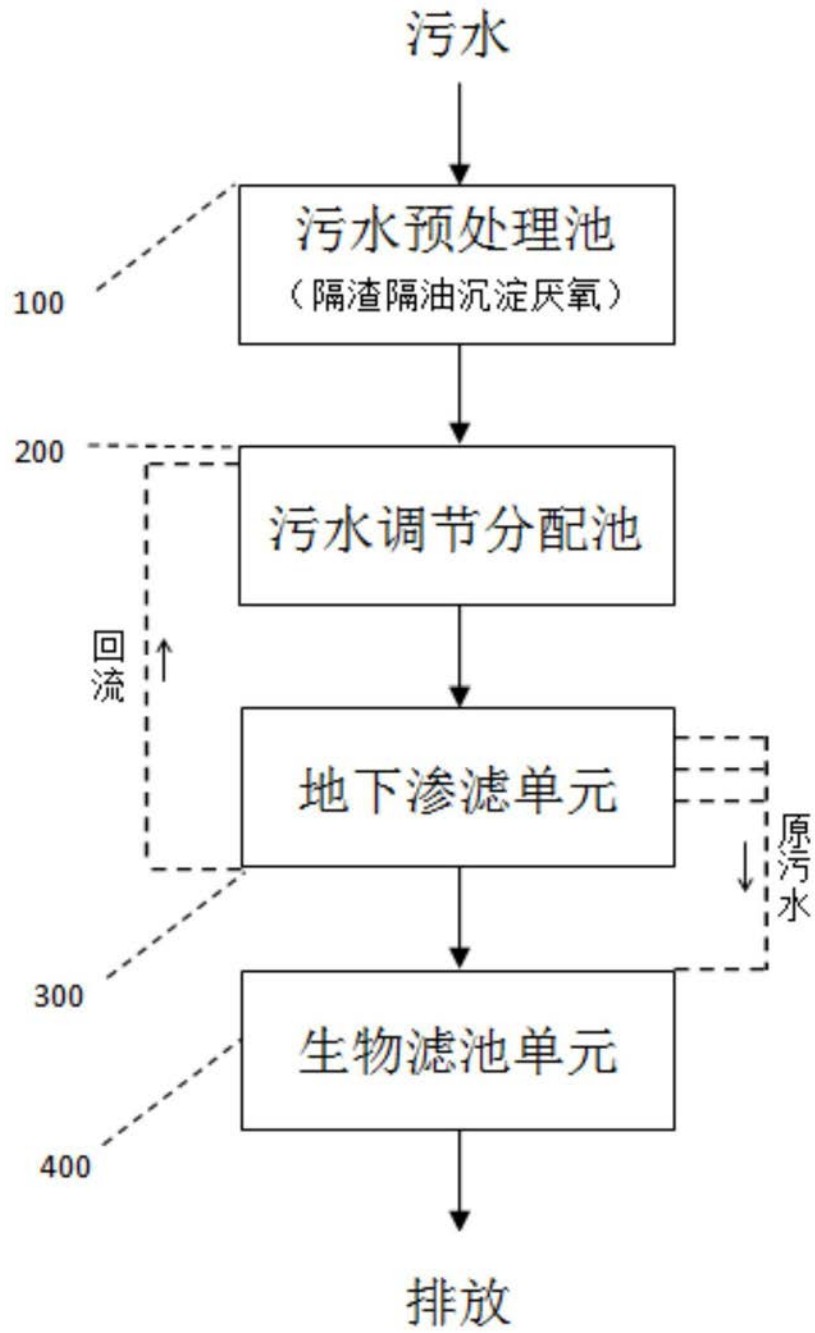 污水
污水预处理池
（隔渣隔油沉淀厌氧）
100
200
污水调节分配池
回流
地下渗滤单元
原污水
300
生物滤池单元
400
排放